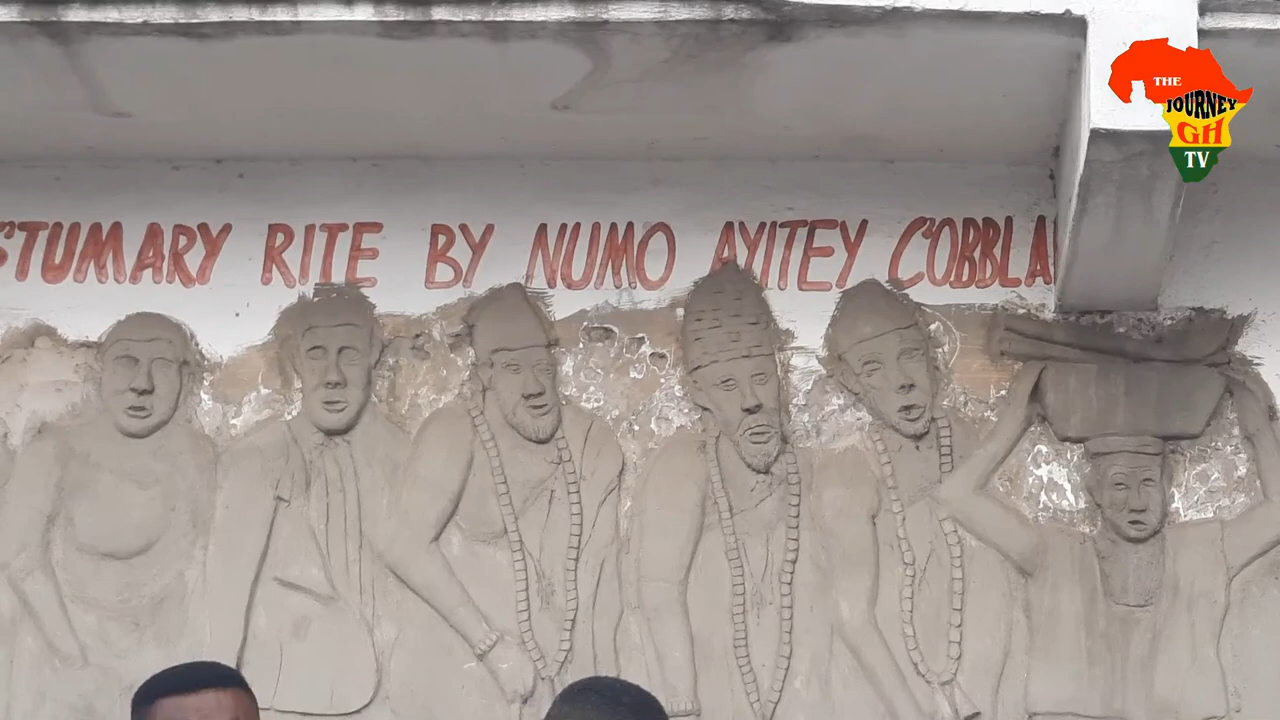 STUMARY RITE BY NUMO AYITEY COBBLA
THE
JOURNEY
GH
TV